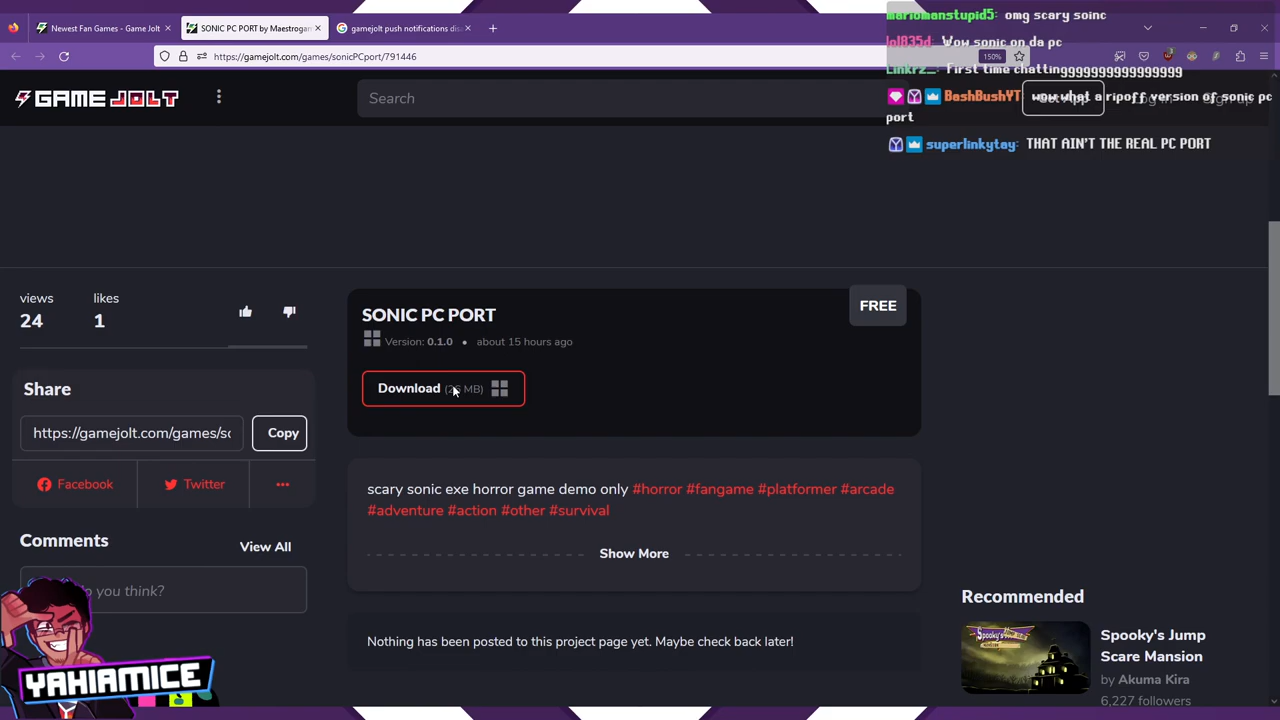 Newest Fan Games - Game Jolt
SONIC PC PORT by Maestrogan
gamejolt push notifications dis
mariomanstupid5: omg scary soinc
https://gamejolt.com/games/sonicPCport/791446
150%
lol835d: Wow sonic on da pc
Linkrz_: First time chattingggggggggggggggggg
GAME JOLT
Search
BashBushYT: wow what a ripoff version of sonic pc
port
superlinkytay: THAT AIN'T THE REAL PC PORT
views
24
likes
1
SONIC PC PORT
FREE
Version: 0.1.0 • about 15 hours ago
Download
MB)
Share
https://gamejolt.com/games/sc
Copy
Facebook
Twitter
scary sonic exe horror game demo only #horror #fangame #platformer #arcade
#adventure #action #other #survival
Show More
Comments
View All
you think?
Nothing has been posted to this project page yet. Maybe check back later!
Recommended
Spooky's Jump
Scare Mansion
by Akuma Kira
6,227 followers
YAHIAMICE